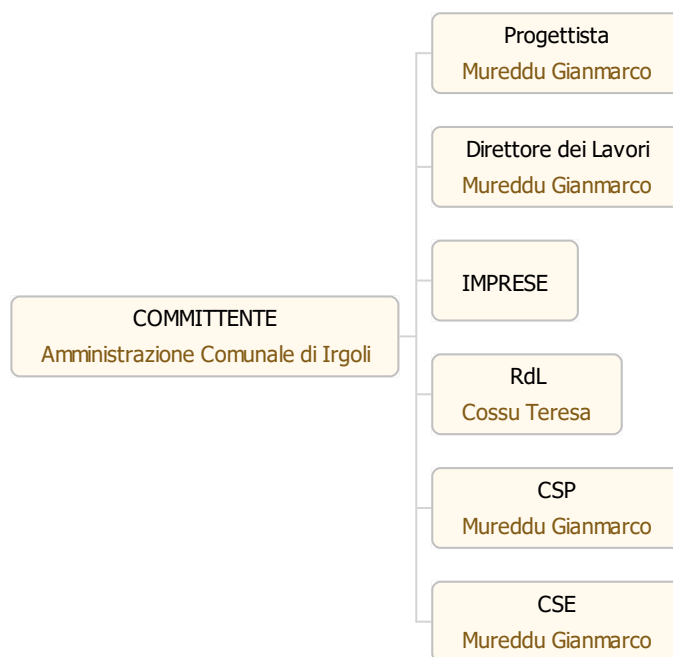 Progettista
Mureddu Gianmarco
Direttore dei Lavori
Mureddu Gianmarco
IMPRESE
COMMITTENTE
Amministrazione Comunale di Irgoli
RdL
Cossu Teresa
CSP
Mureddu Gianmarco
CSE
Mureddu Gianmarco